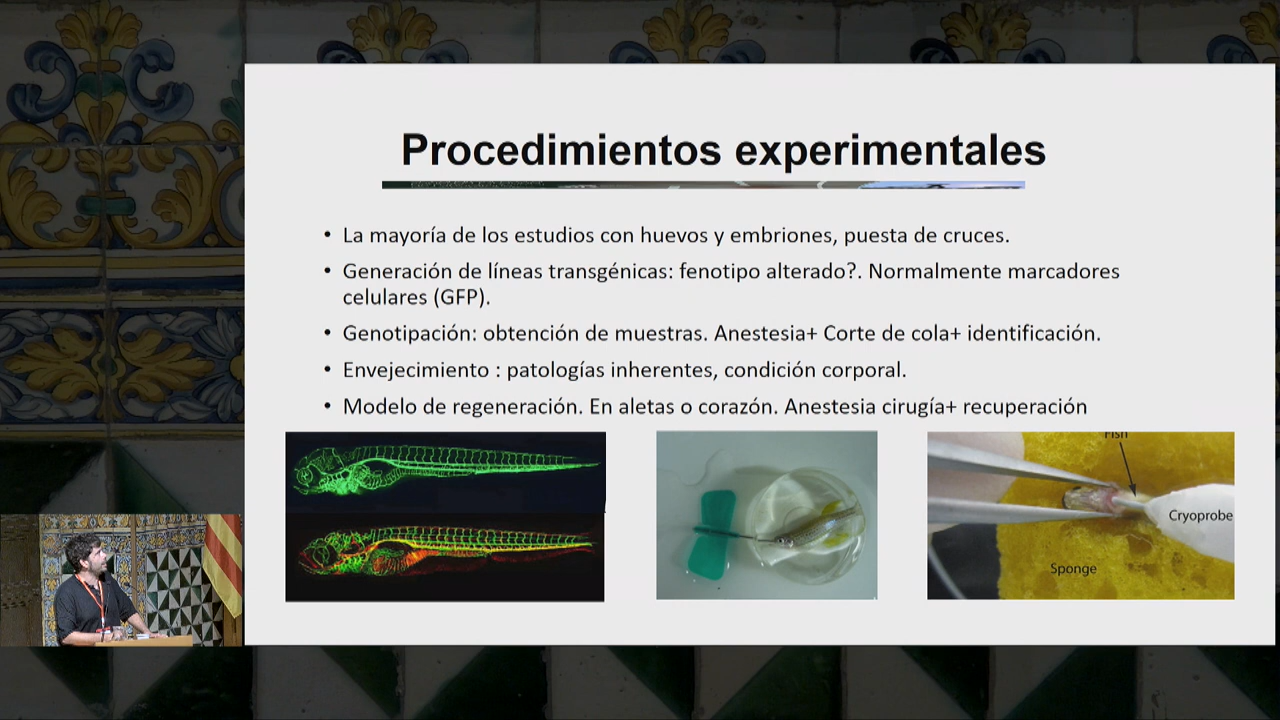 Procedimientos experimentales
• La mayoría de los estudios con huevos y embriones, puesta de cruces.
• Generación de líneas transgénicas: fenotipo alterado?. Normalmente marcadores
celulares (GFP).
• Genotipación: obtención de muestras. Anestesia+ Corte de cola+ identificación.
• Envejecimiento : patologías inherentes, condición corporal.
• Modelo de regeneración. En aletas o corazón. Anestesia cirugía+ recuperación
Fish
Cryoprobe
Sponge